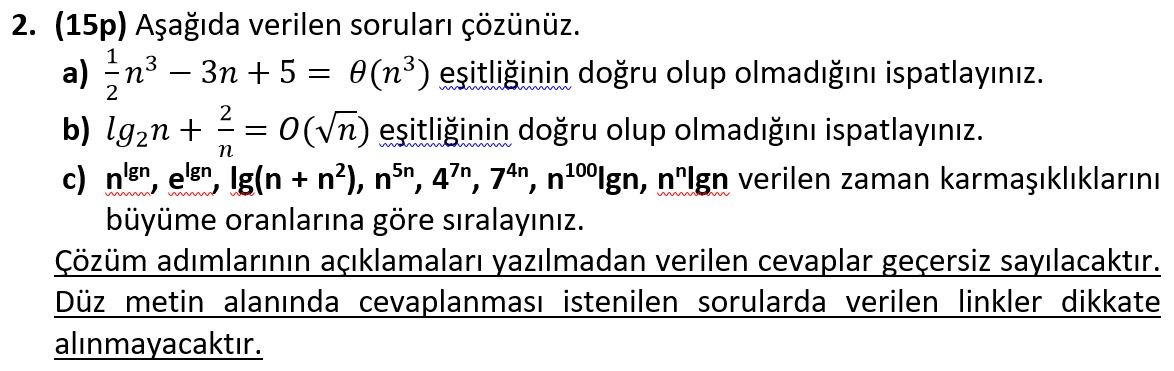 2. (15p) Aşağıda verilen soruları çözünüz.
a) $\frac{1}{2}n^3 - 3n + 5 = \theta(n^3)$ eşitliğinin doğru olup olmadığını ispatlayınız.
b) $lg_2 n + \frac{2}{n} = O(\sqrt{n})$ eşitliğinin doğru olup olmadığını ispatlayınız.
c) n^{lgn}, e^{lgn}, lg(n + n²), n^{5n}, 4^{7n}, 7^{4n}, n^{100}lgn, n^{n}lgn verilen zaman karmaşıklıklarını
büyüme oranlarına göre sıralayınız.
Çözüm adımlarının açıklamaları yazılmadan verilen cevaplar geçersiz sayılacaktır.
Düz metin alanında cevaplanması istenilen sorularda verilen linkler dikkate
alınmayacaktır.